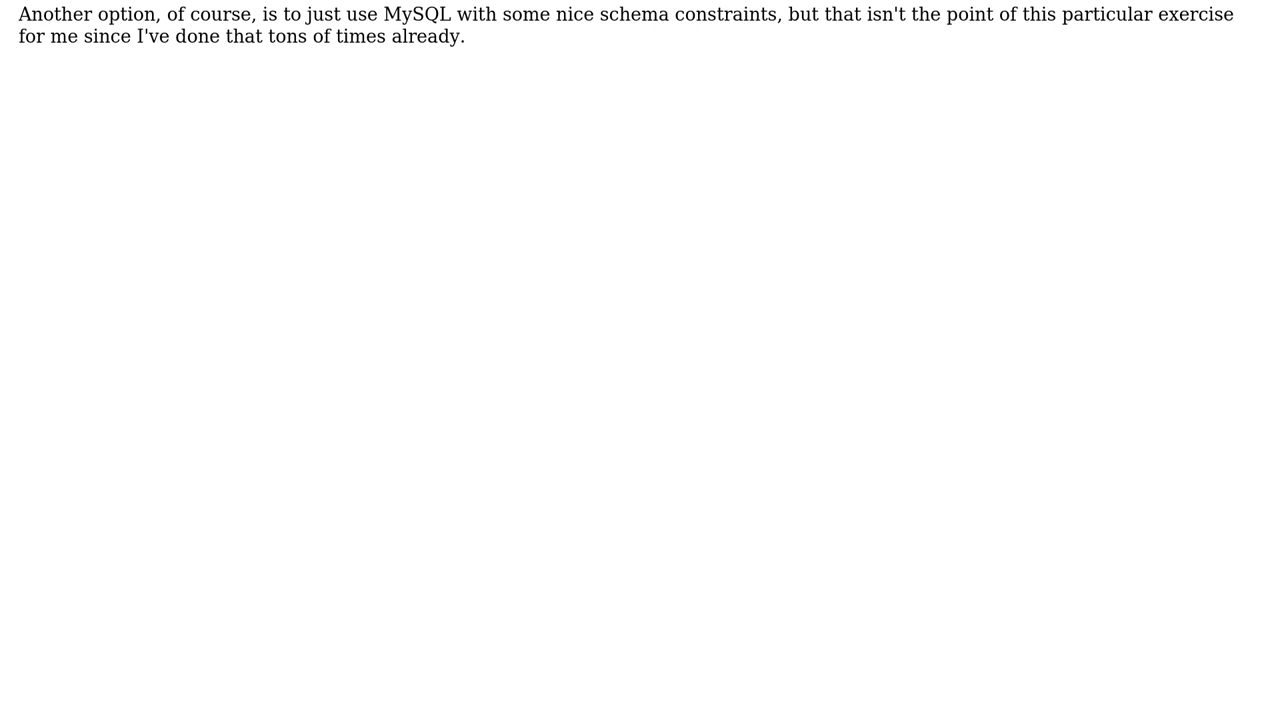 Another option, of course, is to just use MySQL with some nice schema constraints, but that isn't the point of this particular exercise
for me since I've done that tons of times already.